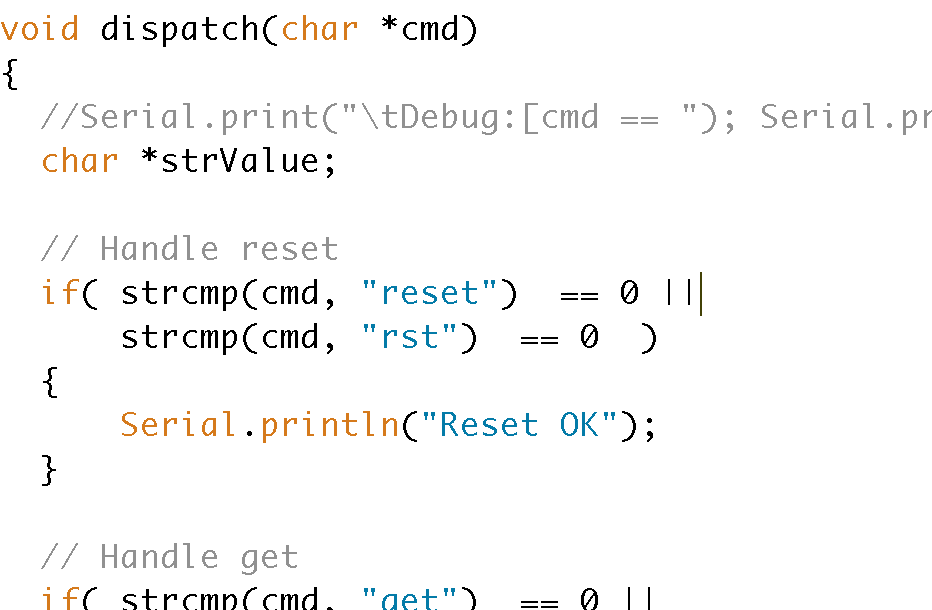 void dispatch(char *cmd)
{
  //Serial.print("\tDebug:[cmd == "); Serial.pr
  char *strValue;

  // Handle reset
  if( strcmp(cmd, "reset")  == 0 ||
      strcmp(cmd, "rst")  == 0  )
  {
      Serial.println("Reset OK");
  }

  // Handle get
  if( strcmp(cmd, "get")  == 0 ||